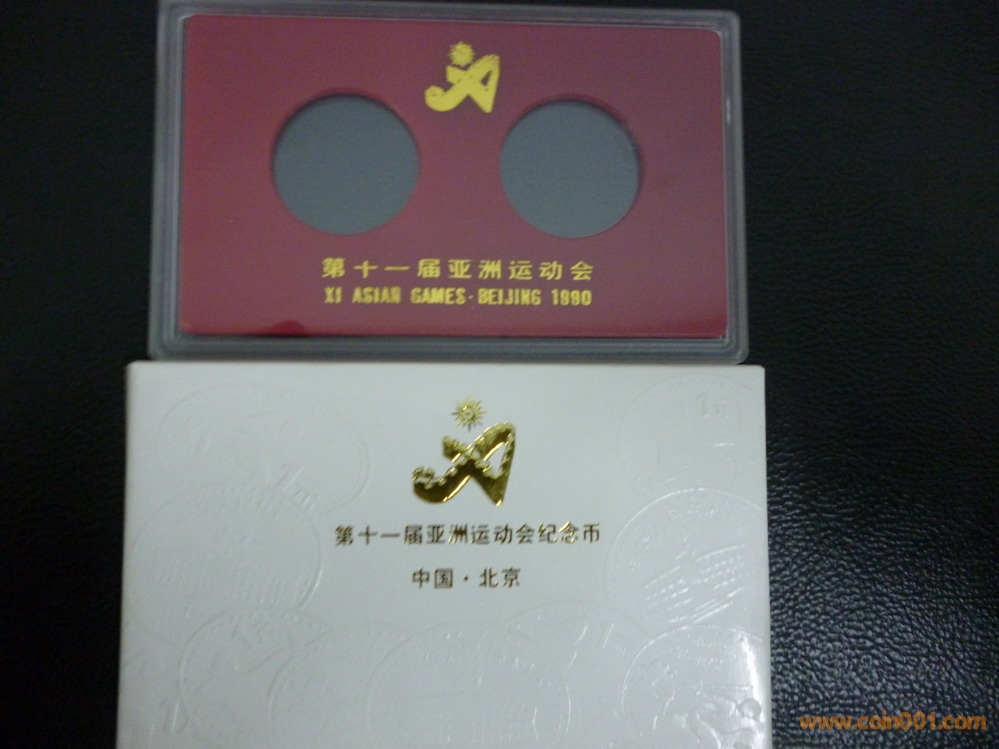 第十一届亚洲运动会
XI ASIAN GAMES·BEIJING 1990
第十一届亚洲运动会纪念币
中国·北京
www.coin001.com